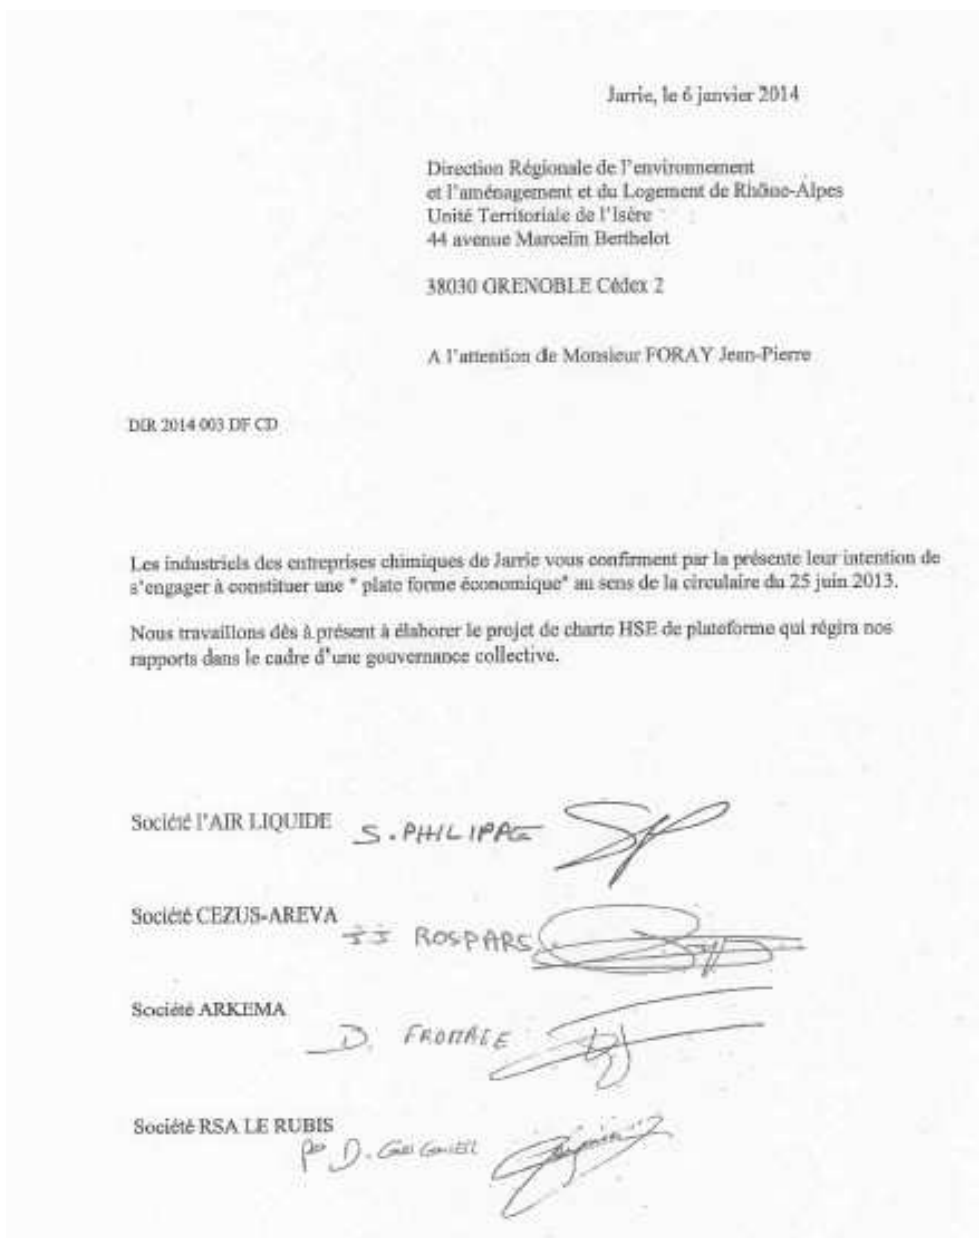 Jarrie, le 6 janvier 2014
Direction Régionale de l'environnement
et l'aménagement et du Logement de Rhône-Alpes
Unité Territoriale de l'Isère
44 avenue Marcelin Berthelot
38030 GRENOBLE Cédex 2
A l'attention de Monsieur FORAY Jean-Pierre
DIR 2014 003 DF CD
Les industriels des entreprises chimiques de Jarrie vous confirment par la présente leur intention de
s'engager à constituer une " plate forme économique" au sens de la circulaire du 25 juin 2013.
Nous travaillons dès à présent à élaborer le projet de charte HSE de plateforme qui régira nos
rapports dans le cadre d'une gouvernance collective.
Société l'AIR LIQUIDE S. PHILIPPE
Société CEZUS-AREVA
JJ ROSPARS
Société ARKEMA
D. FROMAGE
Société RSA LE RUBIS
Po D.